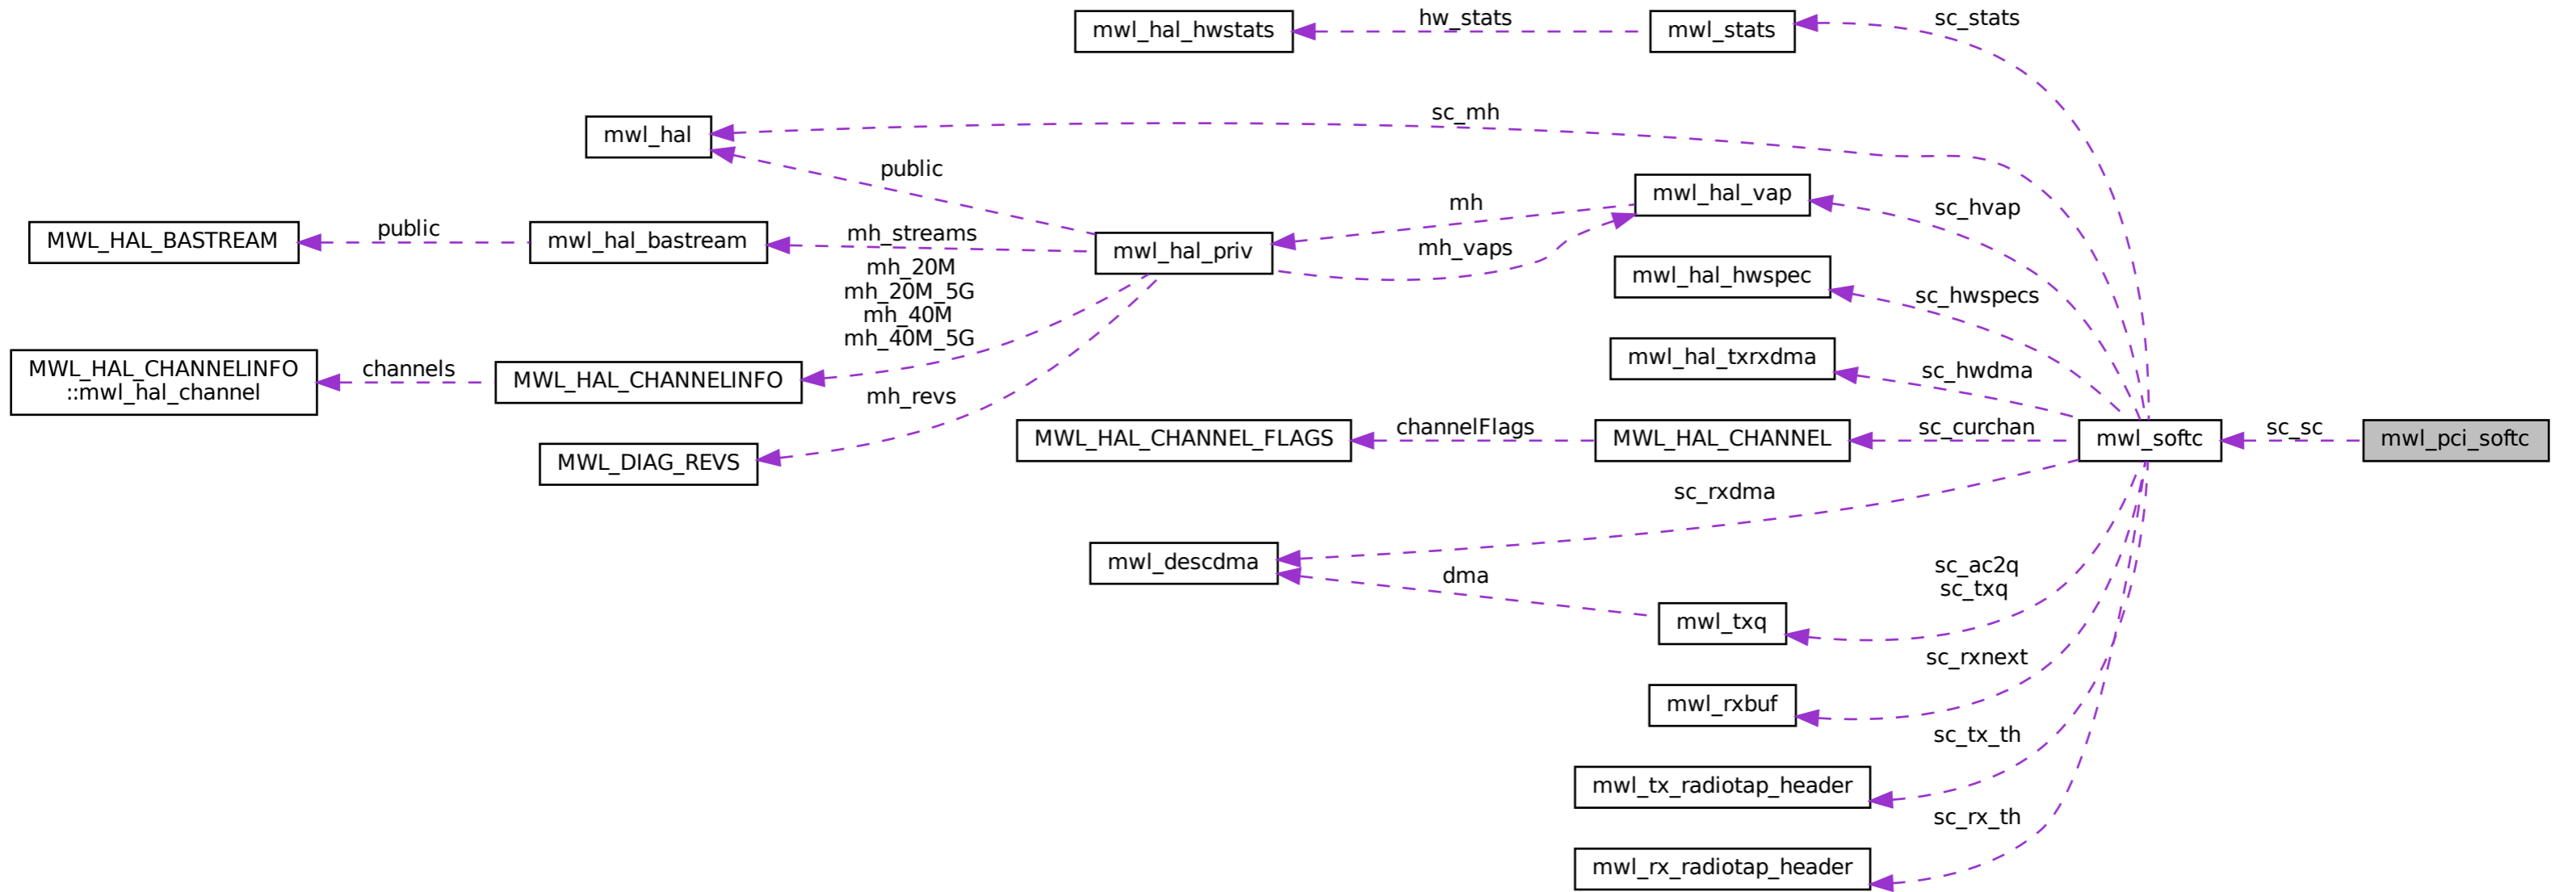 mwl_hal_hwstats
hw_stats
mwl_stats
sc_stats
mwl_hal
sc_mh
public
mwl_hal_vap
sc_hvap
mh
MWL_HAL_BASTREAM
public
mwl_hal_bastream
mh_streams
mwl_hal_priv
mh_vaps
mh_20M
mh_20M_5G
mh_40M
mh_40M_5G
mwl_hal_hwspec
sc_hwspecs
MWL_HAL_CHANNELINFO
::mwl_hal_channel
channels
MWL_HAL_CHANNELINFO
mh_revs
mwl_hal_txrxdma
sc_hwdma
MWL_DIAG_REVS
MWL_HAL_CHANNEL_FLAGS
channelFlags
MWL_HAL_CHANNEL
sc_curchan
mwl_softc
sc_sc
mwl_pci_softc
sc_rxdma
mwl_descdma
dma
sc_ac2q
sc_txq
mwl_txq
sc_rxnext
mwl_rxbuf
sc_tx_th
mwl_tx_radiotap_header
sc_rx_th
mwl_rx_radiotap_header